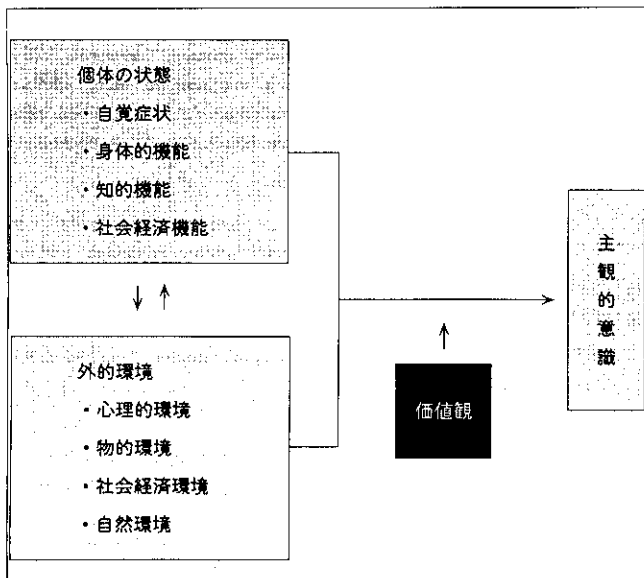 個体の状態
・自覚症状
・身体的機能
・知的機能
・社会経済機能
外的環境
・心理的環境
・物的環境
・社会経済環境
・自然環境
価値観
主観的意識